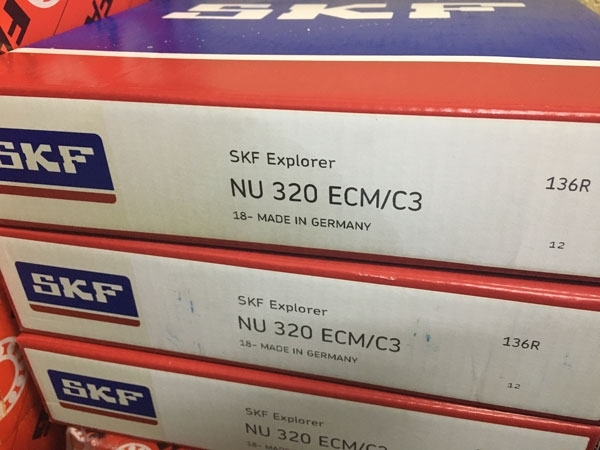 SKF
SKF
SKF Explorer
NU 320 ECM/C3
18- MADE IN GERMANY
136R
12
SKF
SKF Explorer
NU 320 ECM/C3
18- MADE IN GERMANY
136R
12
SKF
SKF Explorer
NU 320